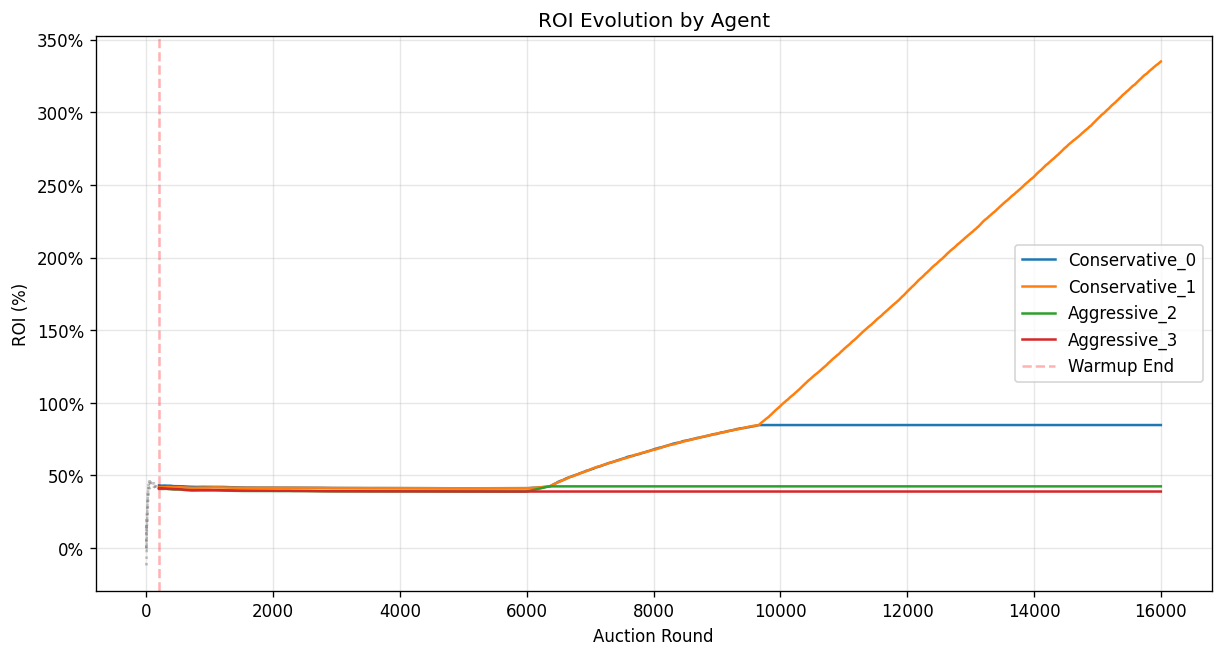 ROI Evolution by Agent
350%
300%
250%
200%
150%
100%
50%
0%
ROI (%)
Conservative_0
Conservative_1
Aggressive_2
Aggressive_3
Warmup End
0 2000 4000 6000 8000 10000 12000 14000 16000
Auction Round